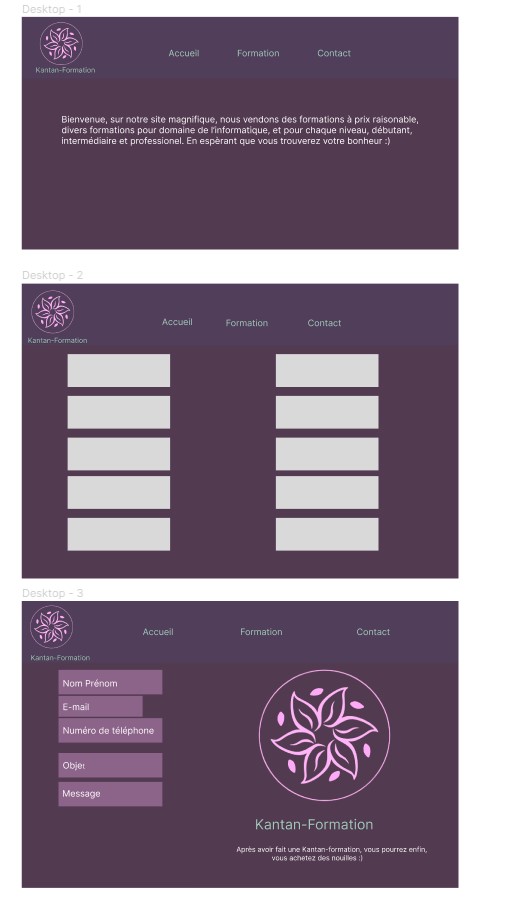 Desktop - 1
Accueil Formation Contact
Kantan-Formation
Bienvenue, sur notre site magnifique, nous vendons des formations à prix raisonable,
divers formations pour domaine de l'informatique, et pour chaque niveau, débutant,
intermédiaire et professionel. En espèrant que vous trouverez votre bonheur :)
Desktop - 2
Accueil Formation Contact
Kantan-Formation
Desktop - 3
Accueil Formation Contact
Kantan-Formation
Nom Prénom
E-mail
Numéro de téléphone
Objet
Message
Kantan-Formation
Après avoir fait une Kantan-formation, vous pourrez enfin,
vous achetez des nouilles :)